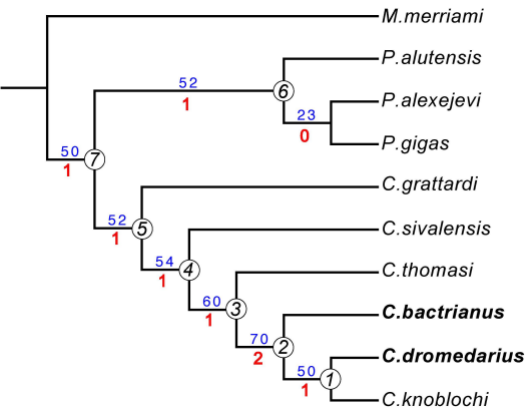 M.merriami
P.alutensis
52
6
1
P.alexejevi
23
0
P.gigas
50
7
1
C.grattardi
52
5
1
C.sivalensis
54
4
1
C.thomasi
60
3
1
C.bactrianus
70
2
2
C.dromedarius
50
1
1
C.knoblochi